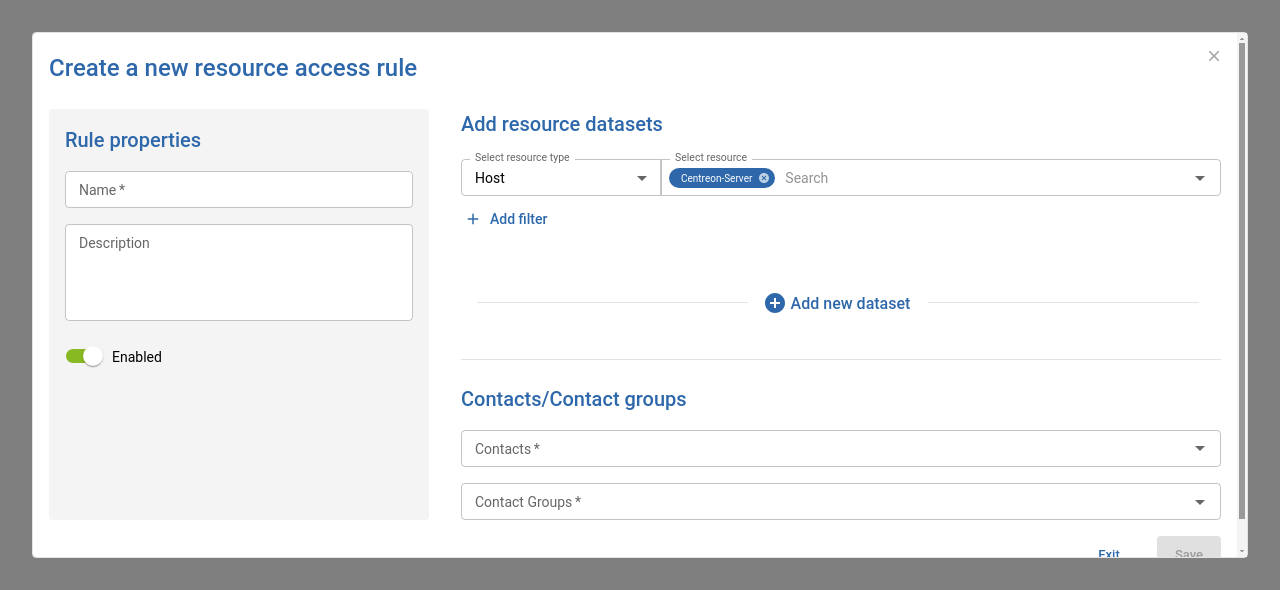 Create a new resource access rule
Rule properties
Name *
Description
Enabled
Add resource datasets
Select resource type
Host
Select resource
Centreon-Server
Search
Add filter
Add new dataset
Contacts/Contact groups
Contacts *
Contact Groups *
Exit
Save